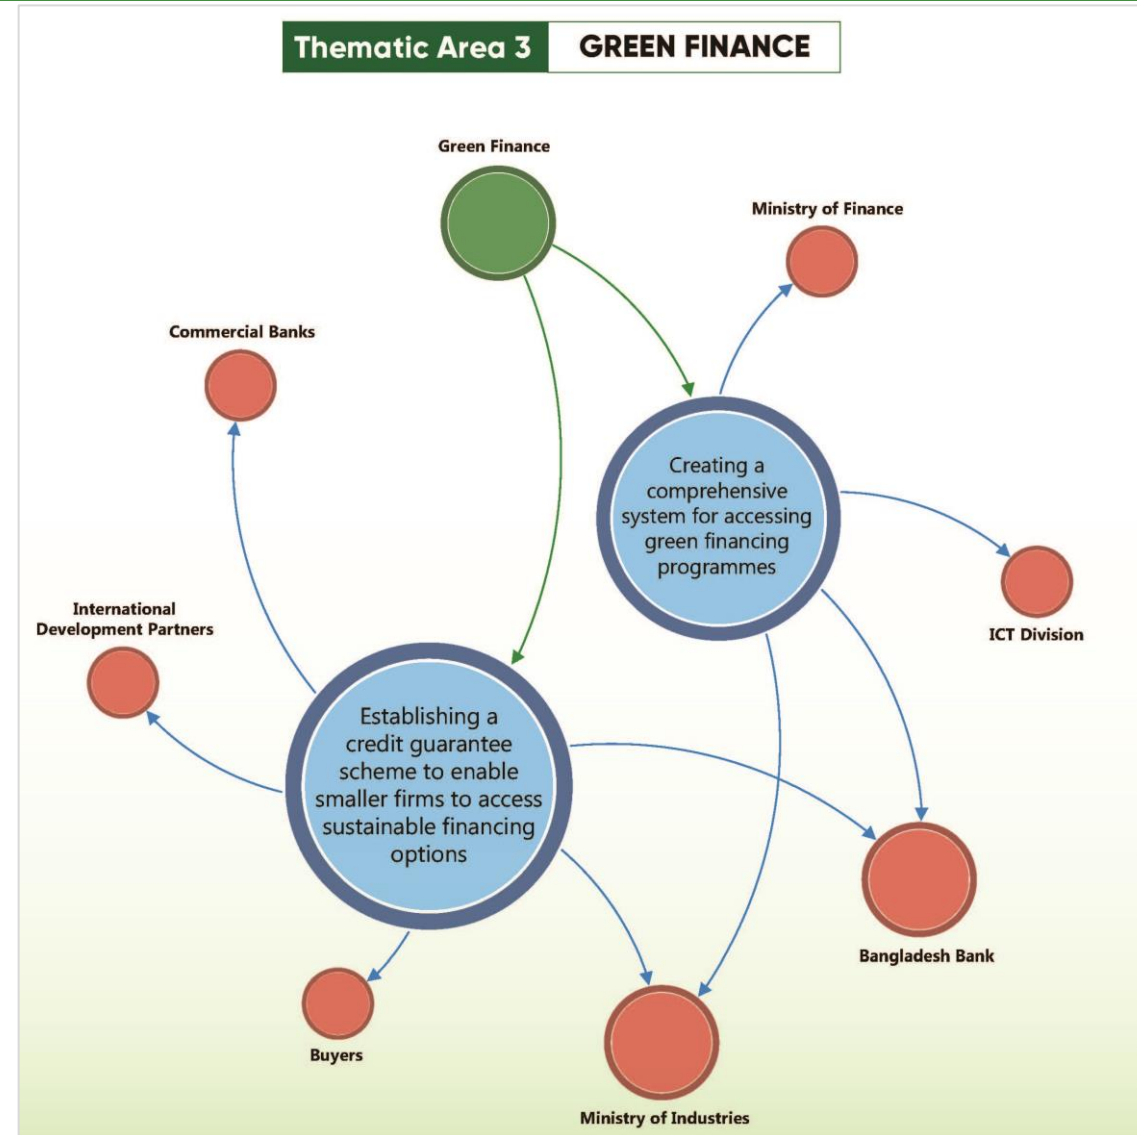 Thematic Area 3 GREEN FINANCE
Green Finance
Ministry of Finance
Commercial Banks
Creating a
comprehensive
system for accessing
green financing
programmes
International
Development Partners
ICT Division
Establishing a
credit guarantee
scheme to enable
smaller firms to access
sustainable financing
options
Bangladesh Bank
Buyers
Ministry of Industries